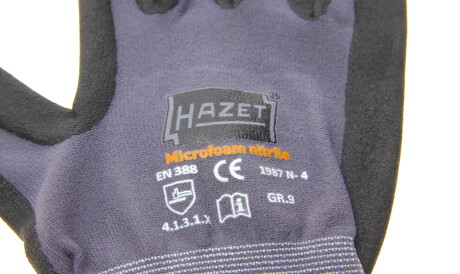 HAZET®
Microfoam nitrile
EN 388 CE 1987 N-4
4.1.3.1.X GR.9